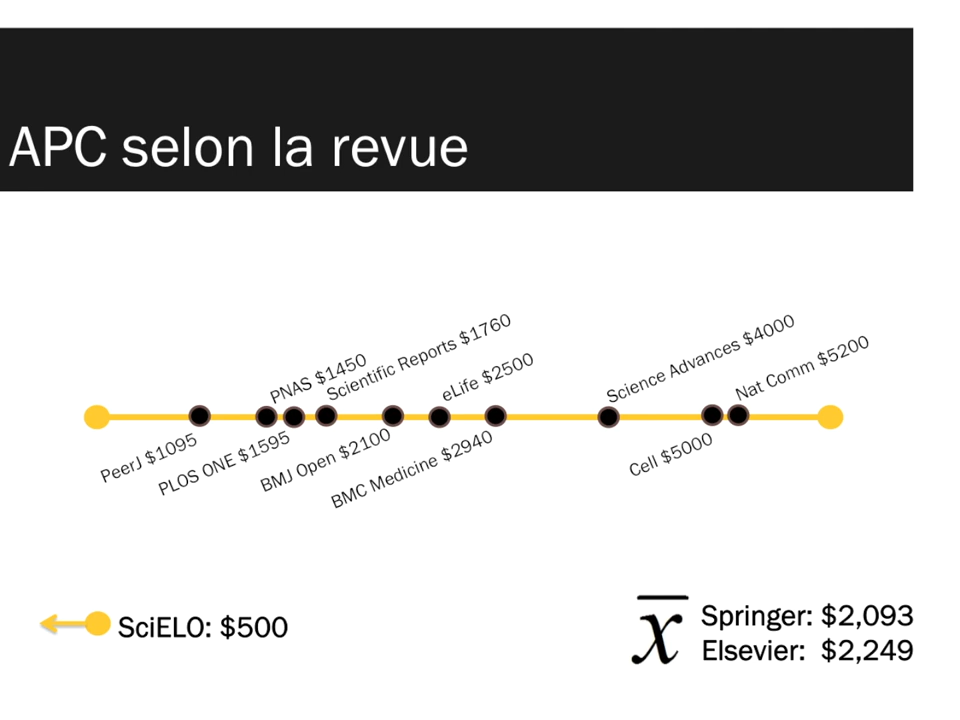 APC selon la revue
PeerJ $1095
PNAS $1450
PLOS ONE $1595
Scientific Reports $1760
BMJ Open $2100
eLife $2500
BMC Medicine $2940
Science Advances $4000
Cell $5000
Nat Comm $5200
SciELO: $500
x̅
Springer: $2,093
Elsevier: $2,249